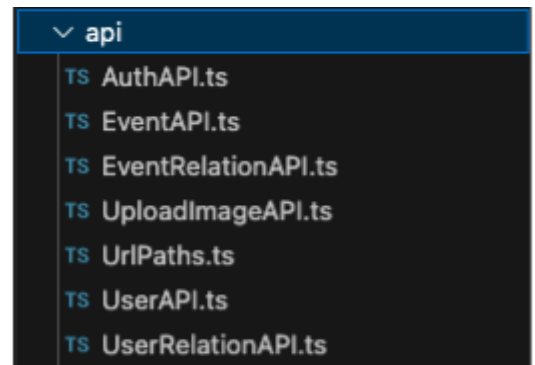 api
TS AuthAPI.ts
TS EventAPI.ts
TS EventRelationAPI.ts
TS UploadImageAPI.ts
TS UrlPaths.ts
TS UserAPI.ts
TS UserRelationAPI.ts